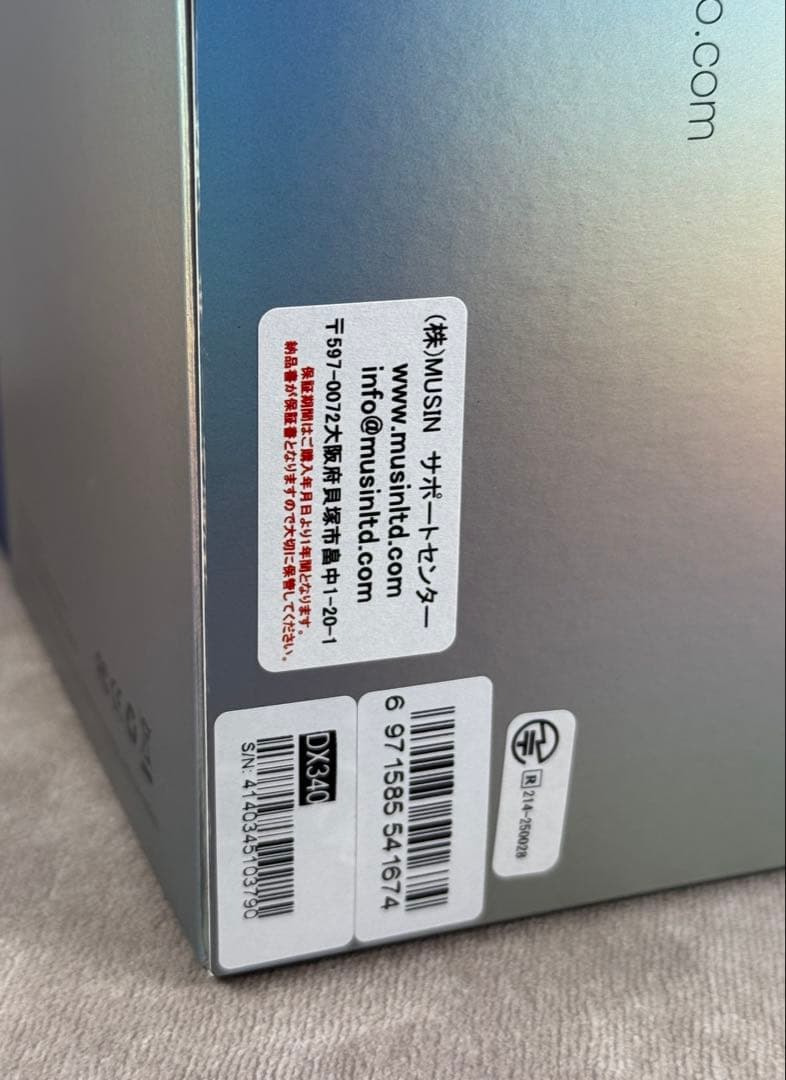 o.com
(株)MUSIN サポートセンター
www.musinltd.com
info@musinltd.com
〒597-0072大阪府貝塚市畠中1-20-1
保証期間はご購入年月日より1年間となります。
納品書が保証書となりますので大切に保管してください。
R 214-250028
6 971585 541674
DX340
S/N: 4140345103790